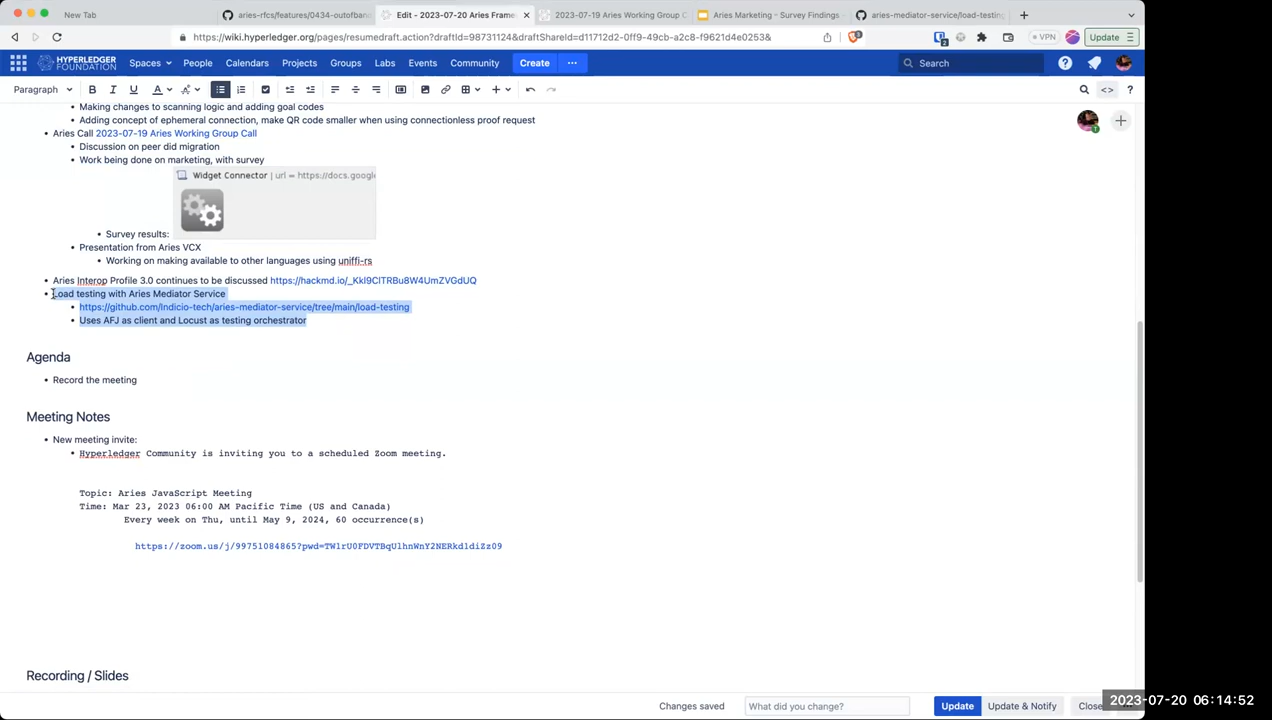 New Tab
aries-rfcs/features/0434-outofband
Edit - 2023-07-20 Aries Frame
2023-07-19 Aries Working Group C
Aries Marketing - Survey Findings -
aries-mediator-service/load-testing
https://wiki.hyperledger.org/pages/resumedraft.action?draftId=98731124&draftShareId=d11712d2-0ff9-49cb-a2c8-f9621d4e0253&
VPN
Update
HYPERLEDGER
FOUNDATION
Spaces
People
Calendars
Projects
Groups
Labs
Events
Community
Create
Search
Paragraph
Making changes to scanning logic and adding goal codes
Adding concept of ephemeral connection, make QR code smaller when using connectionless proof request
Aries Call 2023-07-19 Aries Working Group Call
Discussion on peer did migration
Work being done on marketing, with survey
Widget Connector | url = https://docs.google
Survey results:
Presentation from Aries VCX
Working on making available to other languages using uniffi-rs
Aries Interop Profile 3.0 continues to be discussed https://hackmd.io/_KkI9ClTRBu8W4UmZVGdUQ
Load testing with Aries Mediator Service
https://github.com/Indicio-tech/aries-mediator-service/tree/main/load-testing
Uses AFJ as client and Locust as testing orchestrator
Agenda
Record the meeting
Meeting Notes
New meeting invite:
Hyperledger Community is inviting you to a scheduled Zoom meeting.
Topic: Aries JavaScript Meeting
Time: Mar 23, 2023 06:00 AM Pacific Time (US and Canada)
Every week on Thu, until May 9, 2024, 60 occurrence(s)
https://zoom.us/j/99751084865?pwd=TWlrU0FDVTBqUlhnWnY2NERkd1diZz09
Recording / Slides
Changes saved
What did you change?
Update
Update & Notify
Close
2023-07-20 06:14:52